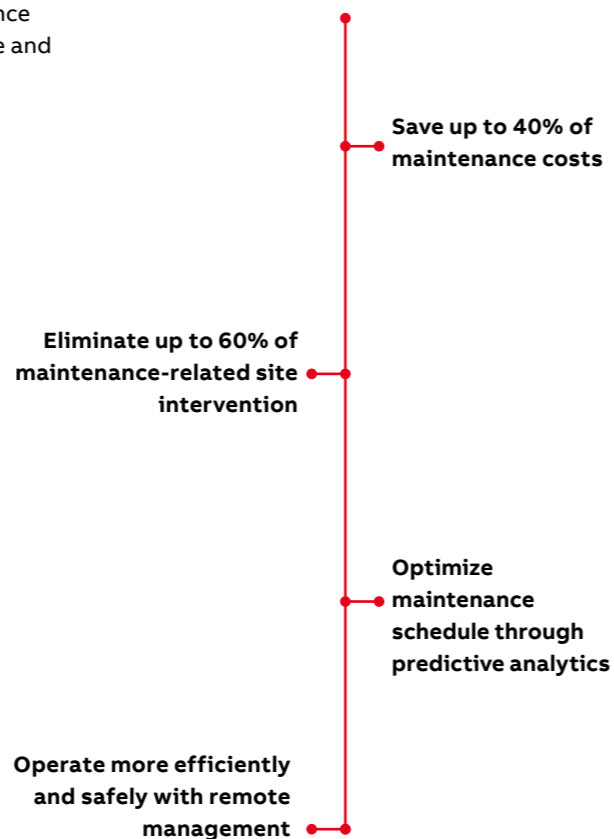 e and
Save up to 40% of
maintenance costs
Eliminate up to 60% of
maintenance-related site
intervention
Optimize
maintenance
schedule through
predictive analytics
Operate more efficiently
and safely with remote
management